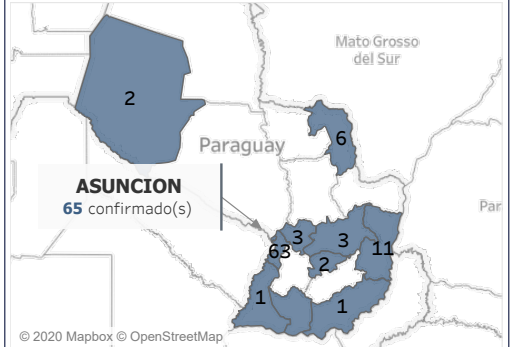 Mato Grosso
del Sur
2
6
Paraguay
ASUNCION
65 confirmado(s)
Par
3
3
63
11
2
1
1
© 2020 Mapbox © OpenStreetMap